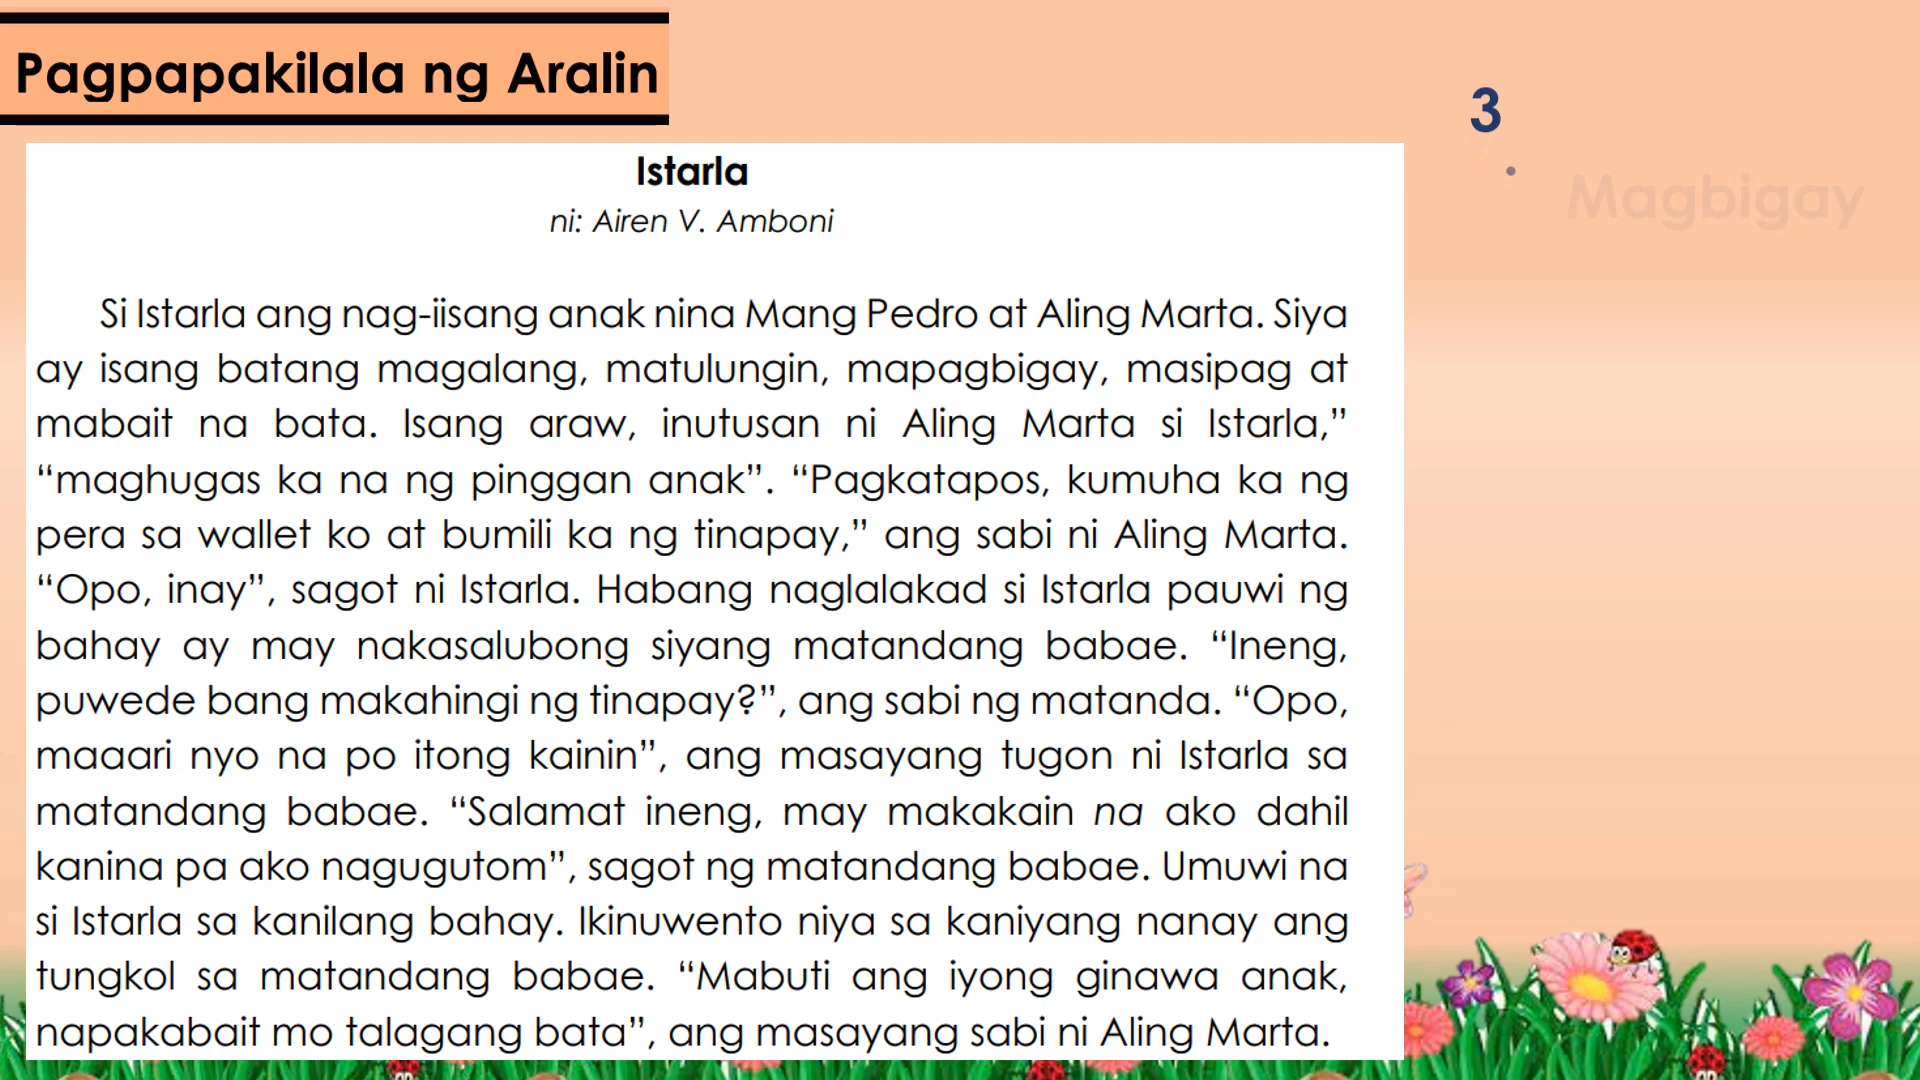 Pagpapakilala ng Aralin
Istarla
ni: Airen V. Amboni
Si Istarla ang nag-iisang anak nina Mang Pedro at Aling Marta. Siya
ay isang batang magalang, matulungin, mapagbigay, masipag at
mabait na bata. Isang araw, inutusan ni Aling Marta si Istarla,”
“maghugas ka na ng pinggan anak”. “Pagkatapos, kumuha ka ng
pera sa wallet ko at bumili ka ng tinapay,” ang sabi ni Aling Marta.
“Opo, inay”, sagot ni Istarla. Habang naglalakad si Istarla pauwi ng
bahay ay may nakasalubong siyang matandang babae. “Ineng,
puwede bang makahingi ng tinapay?”, ang sabi ng matanda. “Opo,
maaari nyo na po itong kainin”, ang masayang tugon ni Istarla sa
matandang babae. “Salamat ineng, may makakain na ako dahil
kanina pa ako nagugutom”, sagot ng matandang babae. Umuwi na
si Istarla sa kanilang bahay. Ikinuwento niya sa kaniyang nanay ang
tungkol sa matandang babae. “Mabuti ang iyong ginawa anak,
napakabait mo talagang bata”, ang masayang sabi ni Aling Marta.
3
.
Magbigay